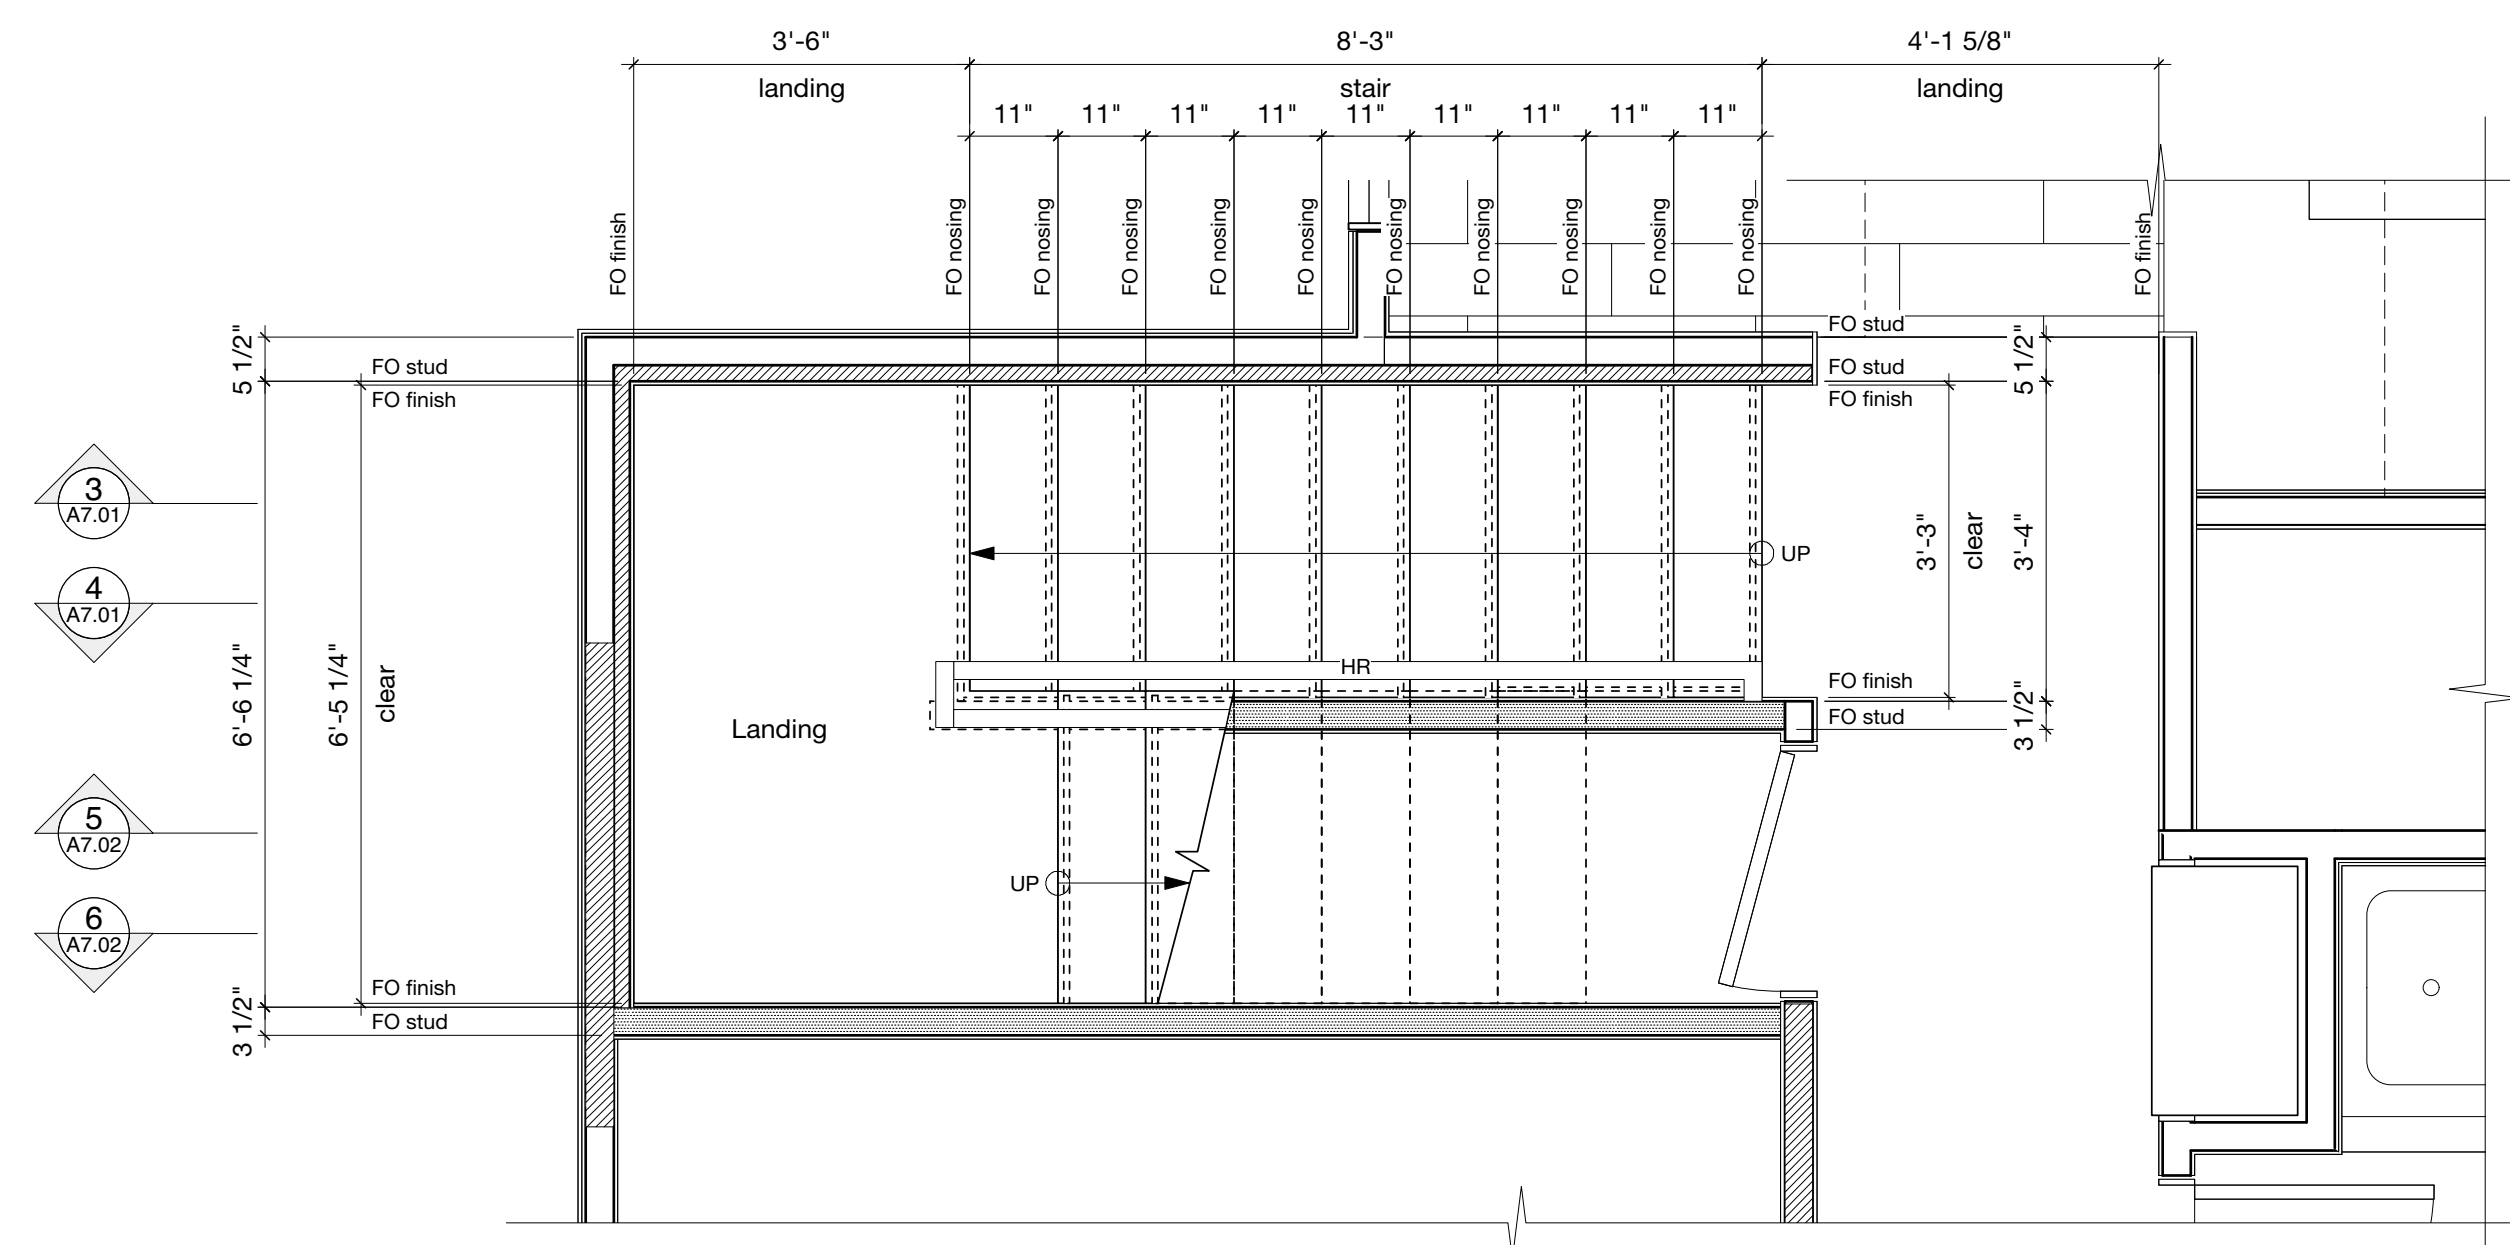 3'-6" 8'-3" 4'-1 5/8"
landing stair landing
11" 11" 11" 11" 11" 11" 11" 11" 11"
FO finish
FO nosing
FO nosing
FO nosing
FO nosing
FO nosing
FO nosing
FO nosing
FO nosing
FO nosing
FO nosing
FO finish
5 1/2"
FO stud
FO finish
FO stud
FO stud
FO finish
5 1/2"
3
A7.01
4
A7.01
6'-6 1/4"
6'-5 1/4"
clear
UP
3'-3"
clear
3'-4"
HR
FO finish
FO stud
3 1/2"
Landing
5
A7.02
6
A7.02
UP
FO finish
FO stud
3 1/2"